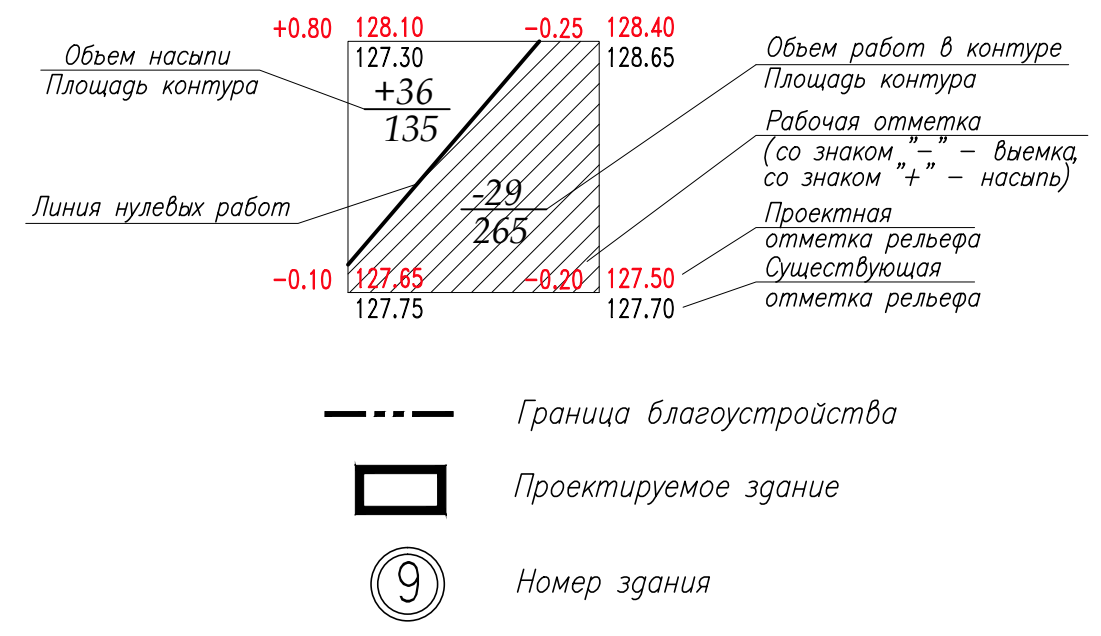 +0.80 128.10 -0.25 128.40
127.30 128.65
Объем насыпи
Площадь контура
+36
135
Объем работ в контуре
Площадь контура
Рабочая отметка
(со знаком "-" - выемка,
со знаком "+" - насыпь)
-29
265
Линия нулевых работ
Проектная
отметка рельефа
Существующая
отметка рельефа
-0.10 127.65 -0.20 127.50
127.75 127.70
Граница благоустройства
Проектируемое здание
9 Номер здания